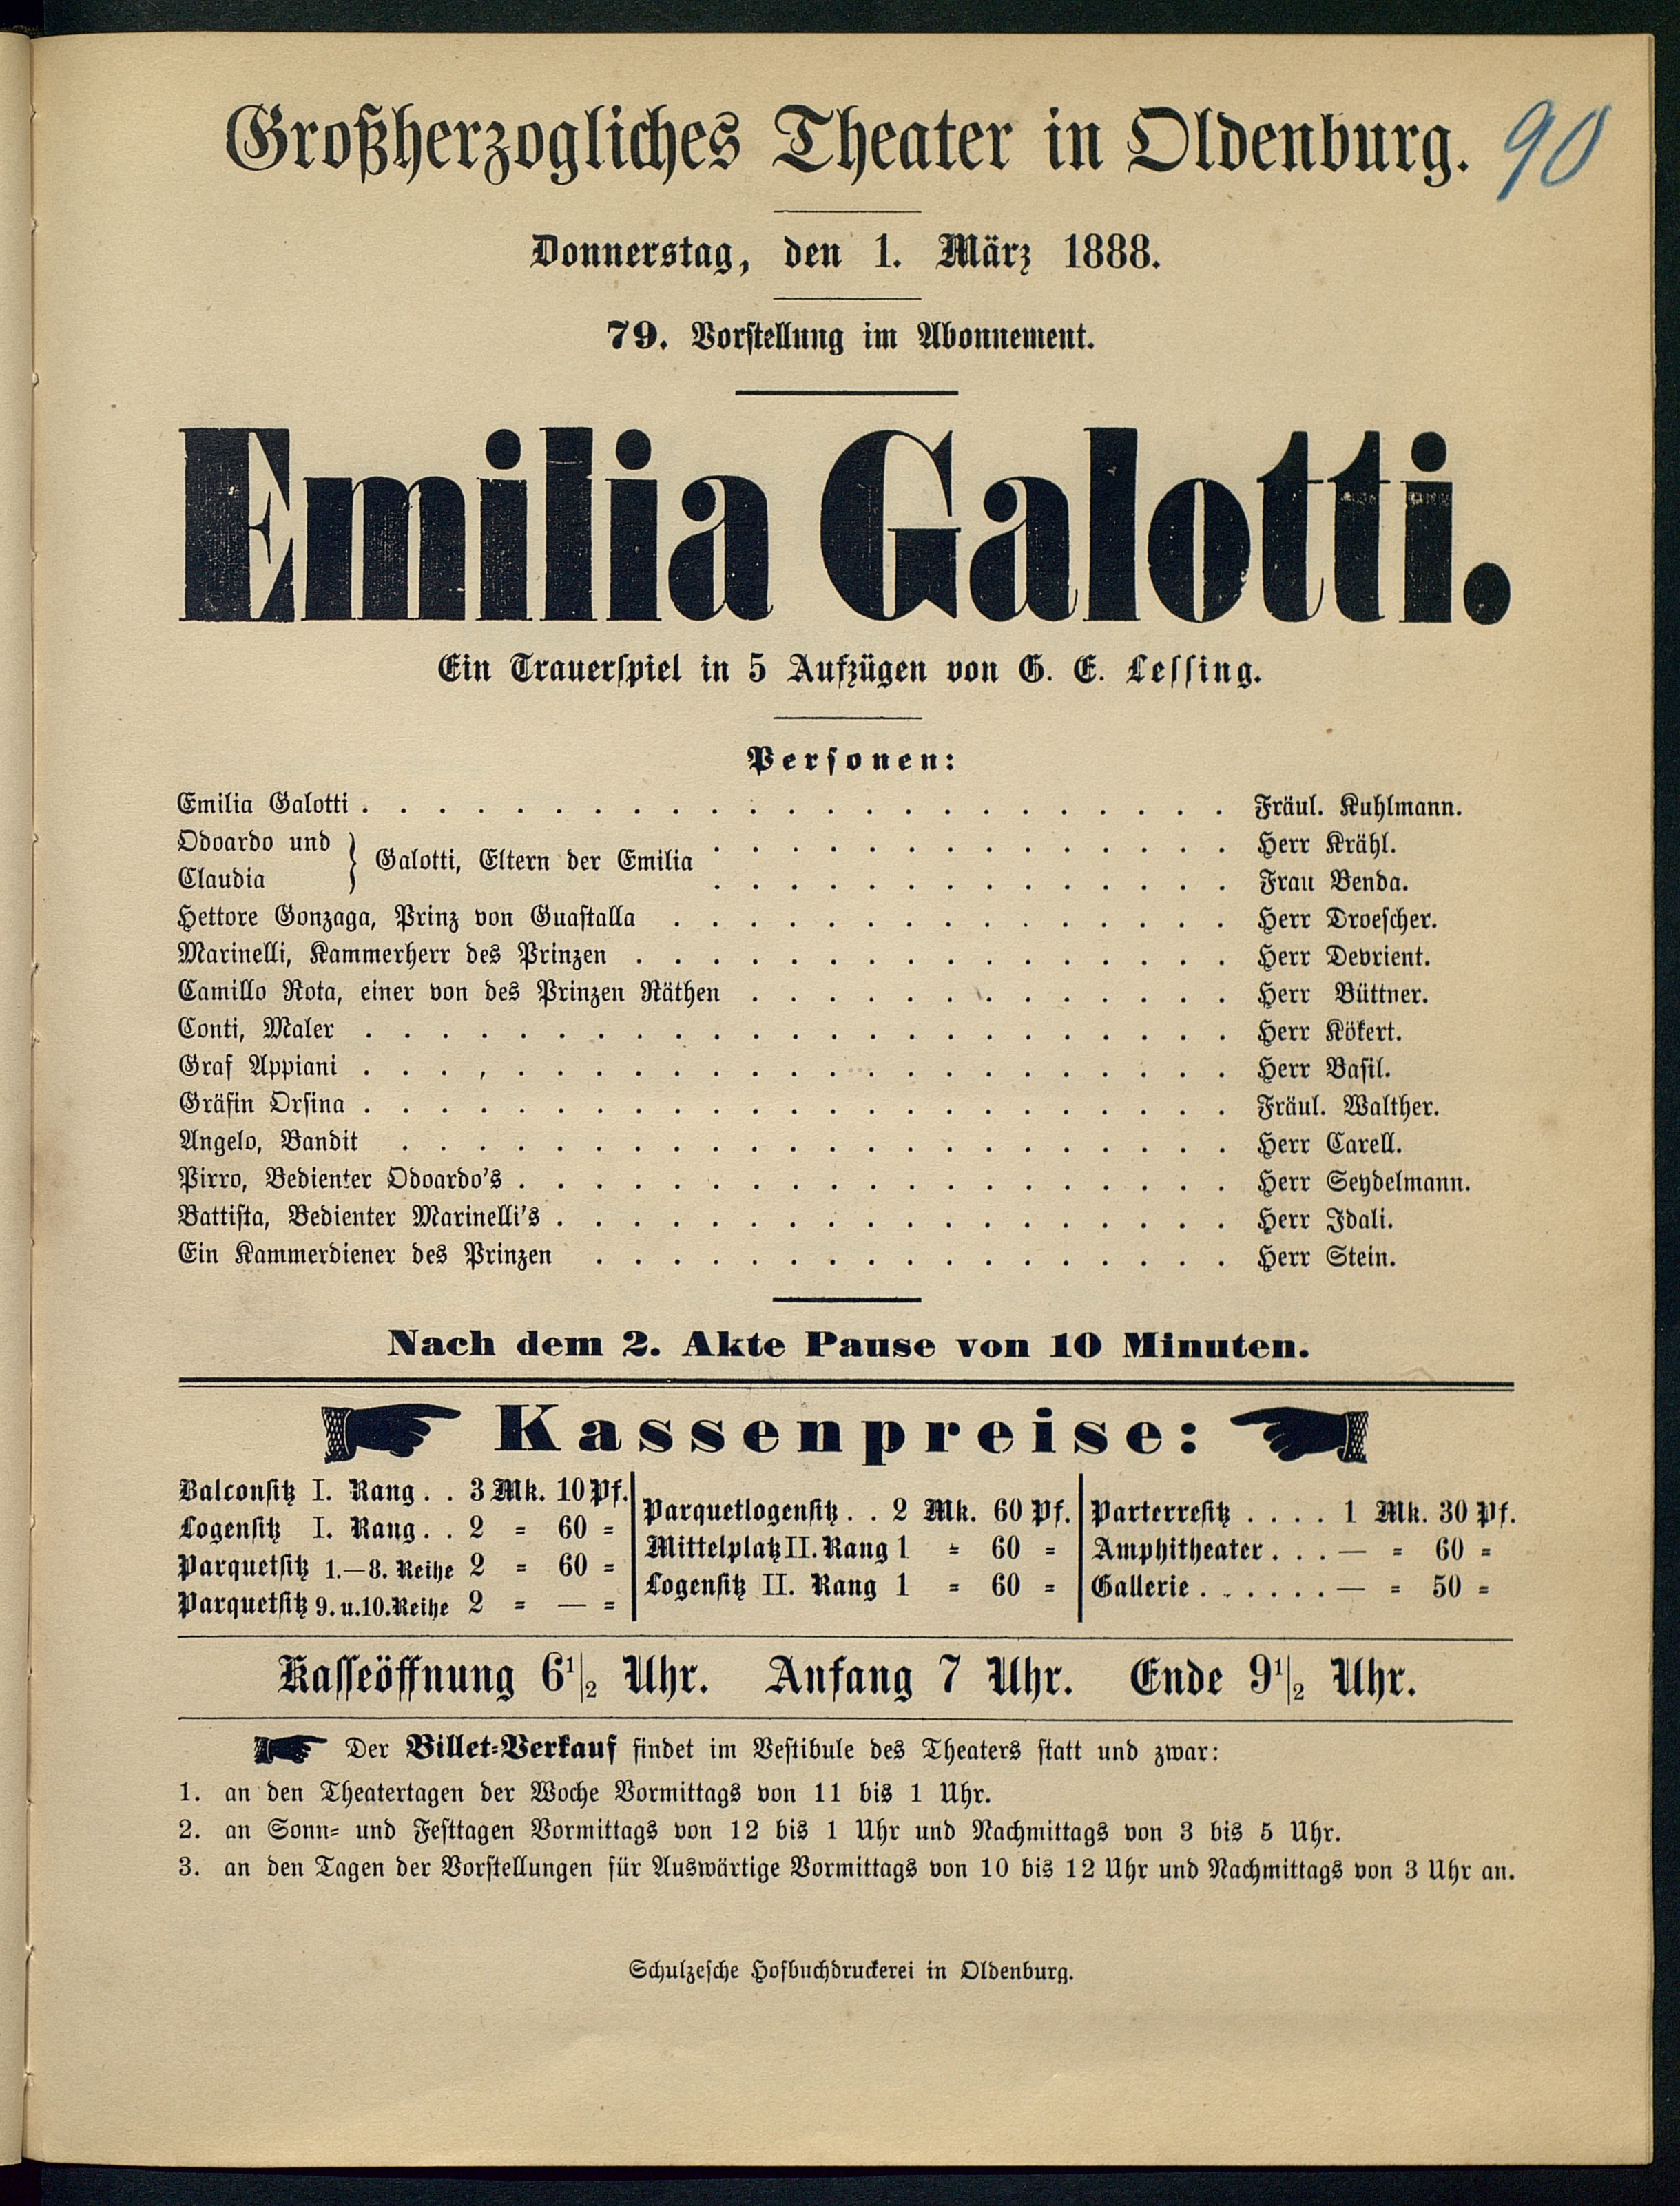 Großherzogliches Theater in Oldenburg. 90
Donnerstag, den 1. März 1888.
79. Vorstellung im Abonnement.
Emilia Galotti.
Ein Trauerspiel in 5 Aufzügen von G. E. Lessing.
Personen:
Emilia Galotti . . . . . . . . . . . . . . . . . . . . . . . Fräul. Kuhlmann.
Odoardo und } Galotti, Eltern der Emilia . . . . . . . . . . . . . . Herr Krähl.
Claudia . . . . . . . . . . . . . . Frau Benda.
Hettore Gonzaga, Prinz von Guastalla . . . . . . . . . . . . . . . Herr Droescher.
Marinelli, Kammerherr des Prinzen . . . . . . . . . . . . . . . . Herr Devrient.
Camillo Rota, einer von des Prinzen Räthen . . . . . . . . . . . . . Herr Büttner.
Conti, Maler . . . . . . . . . . . . . . . . . . . . . . . Herr Kökert.
Graf Appiani . . . , . . . . . . . . . . . . . . . . . . . Herr Basil.
Gräfin Orsina . . . . . . . . . . . . . . . . . . . . . . . Fräul. Walther.
Angelo, Bandit . . . . . . . . . . . . . . . . . . . . . . Herr Carell.
Pirro, Bedienter Odoardo's . . . . . . . . . . . . . . . . . . . Herr Seydelmann.
Battista, Bedienter Marinelli's . . . . . . . . . . . . . . . . . . Herr Idali.
Ein Kammerdiener des Prinzen . . . . . . . . . . . . . . . . . Herr Stein.
Nach dem 2. Akte Pause von 10 Minuten.
Kassenpreise:
Balconsitz I. Rang . . 3 Mk. 10 Pf.
Logensitz I. Rang . . 2 = 60 =
Parquetsitz 1.—8. Reihe 2 = 60 =
Parquetsitz 9. u. 10. Reihe 2 = — =
Parquetlogensitz . . 2 Mk. 60 Pf.
Mittelplatz II. Rang 1 = 60 =
Logensitz II. Rang 1 = 60 =
Parterresitz . . . . 1 Mk. 30 Pf.
Amphitheater . . . — = 60 =
Gallerie . . . . . . — = 50 =
Kasseöffnung 6 1/2 Uhr. Anfang 7 Uhr. Ende 9 1/2 Uhr.
Der Billet=Verkauf findet im Vestibule des Theaters statt und zwar:
1. an den Theatertagen der Woche Vormittags von 11 bis 1 Uhr.
2. an Sonn= und Festtagen Vormittags von 12 bis 1 Uhr und Nachmittags von 3 bis 5 Uhr.
3. an den Tagen der Vorstellungen für Auswärtige Vormittags von 10 bis 12 Uhr und Nachmittags von 3 Uhr an.
Schulzesche Hofbuchdruckerei in Oldenburg.